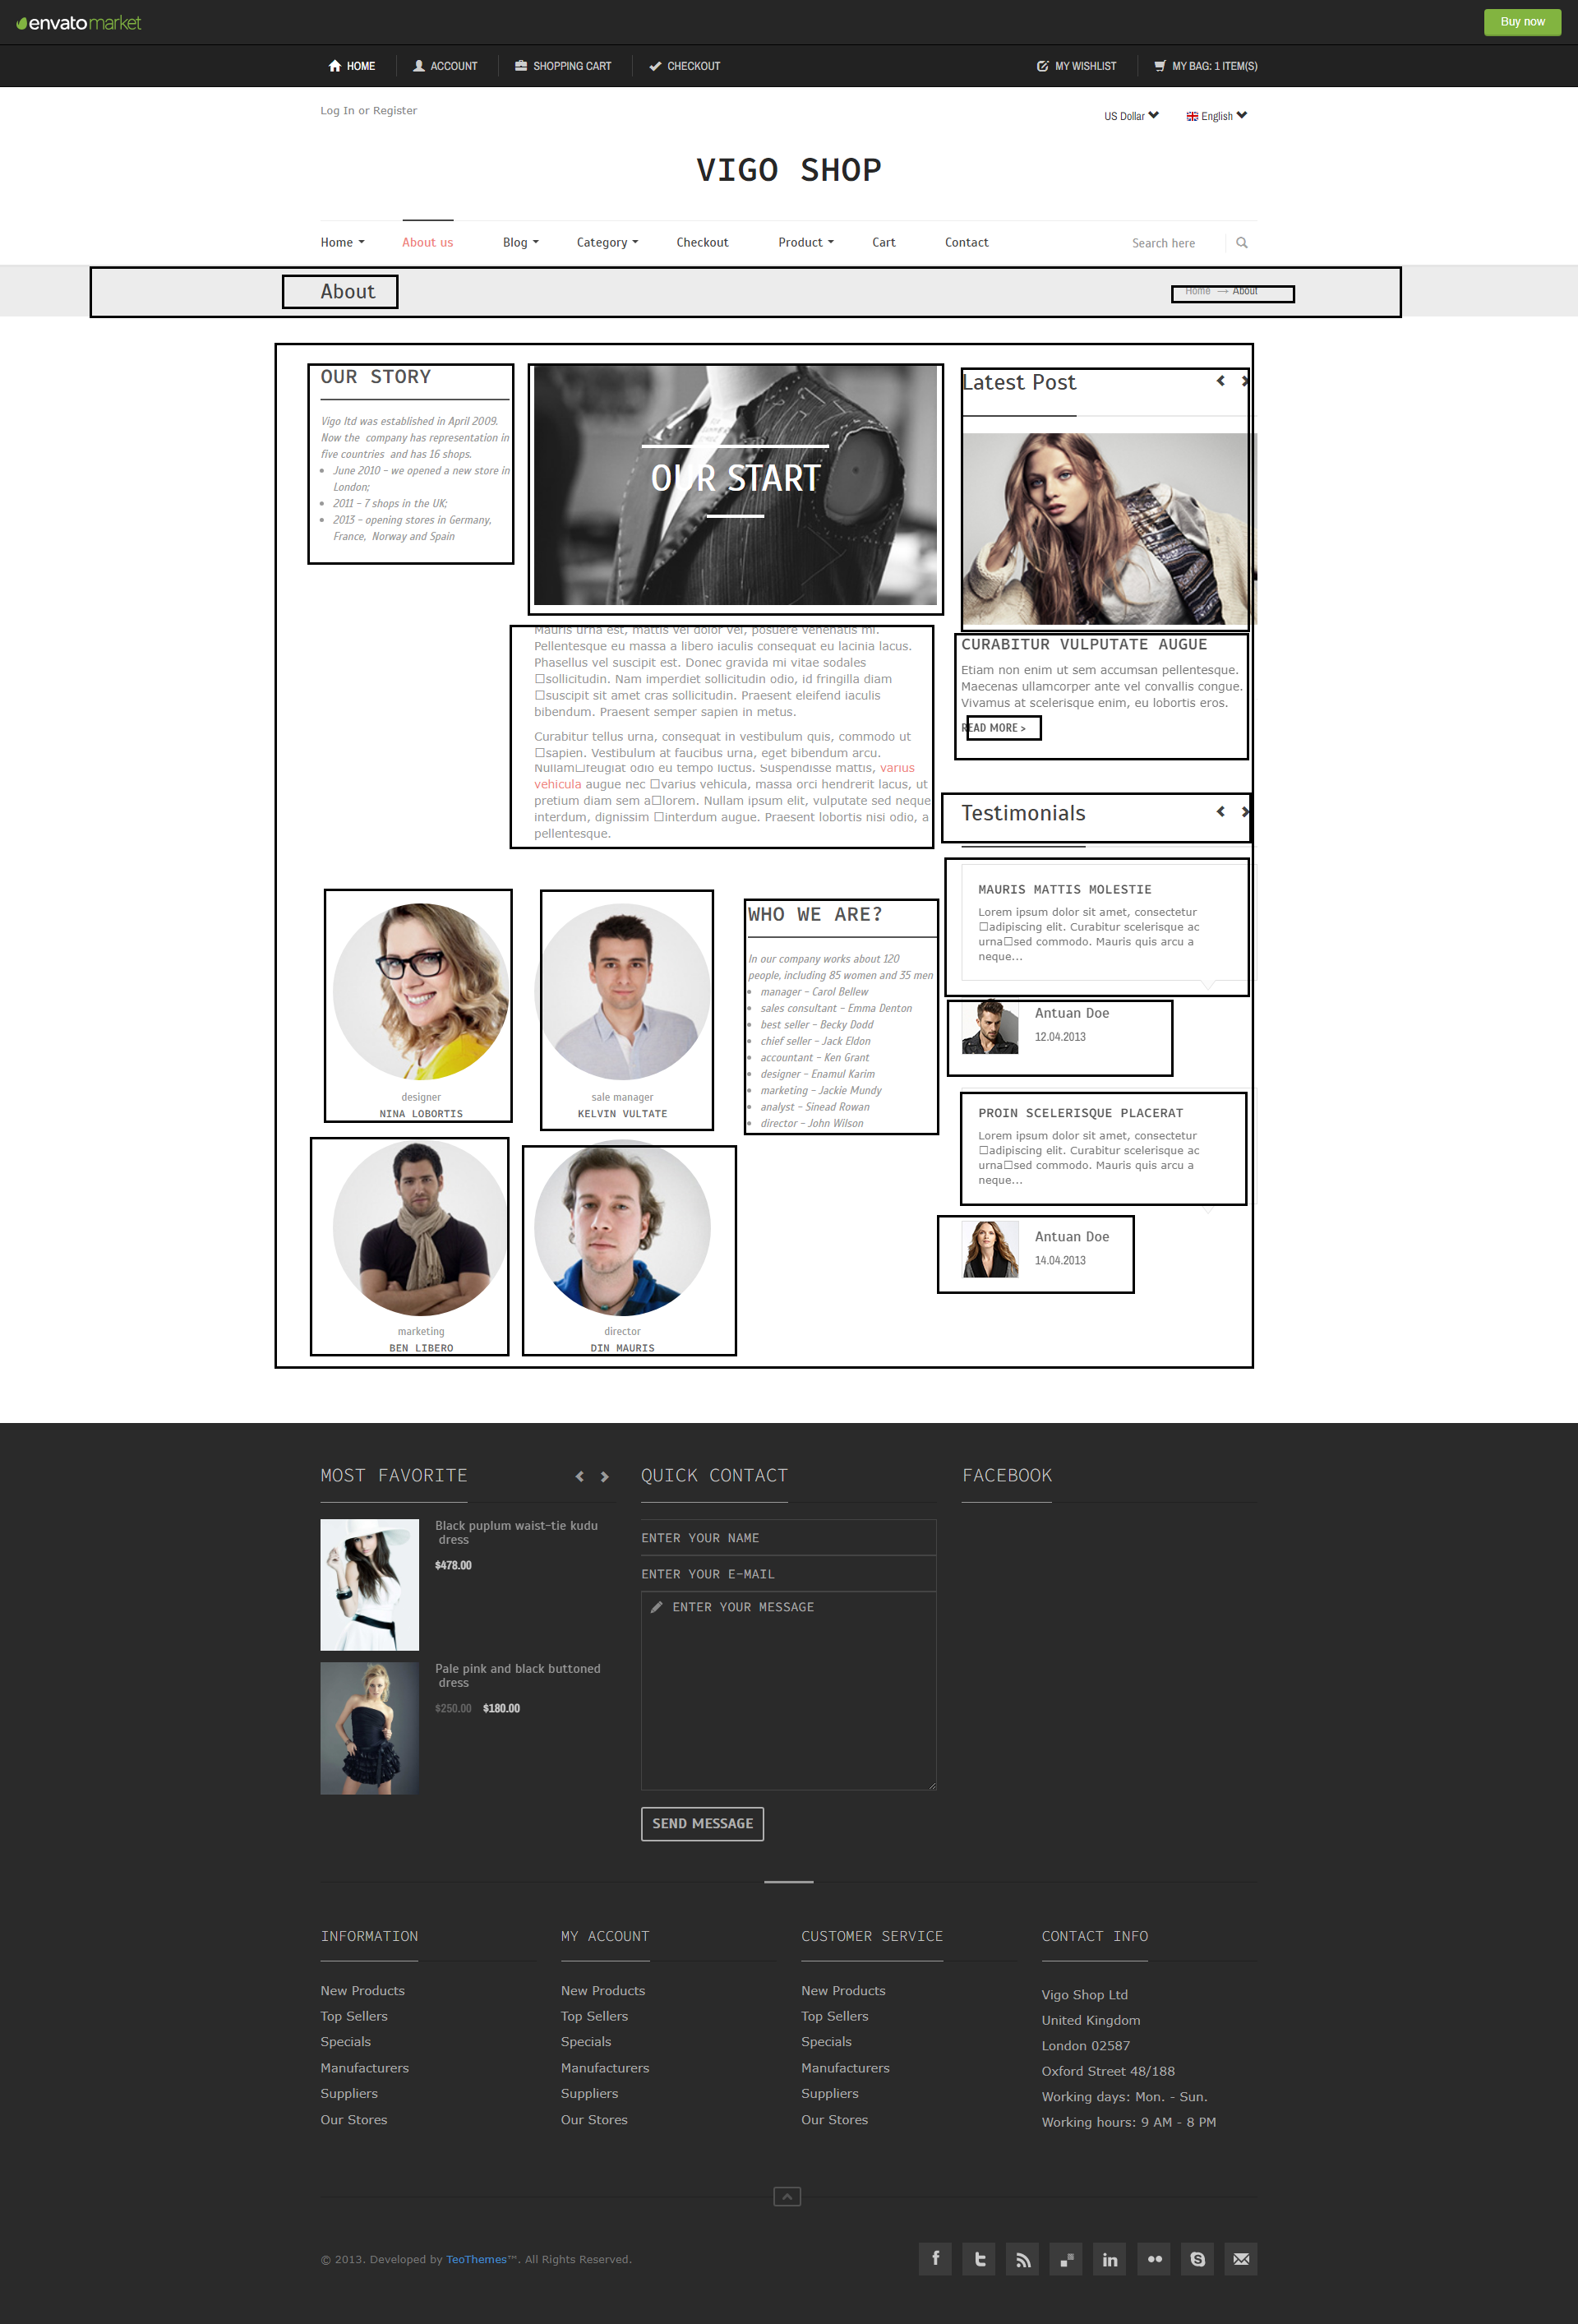 envatomarket
Buy now
HOME ACCOUNT SHOPPING CART CHECKOUT MY WISHLIST MY BAG: 1 ITEM(S)
Log In or Register
US Dollar English
VIGO SHOP
Home About us Blog Category Checkout Product Cart Contact Search here
About
Home → About
OUR STORY
Vigo ltd was established in April 2009.
Now the company has representation in
five countries and has 16 shops.
• June 2010 - we opened a new store in
London;
• 2011 - 7 shops in the UK;
• 2013 - opening stores in Germany,
France, Norway and Spain
OUR START
Mauris urna est, mattis vel dolor vel, posuere venenatis mi.
Pellentesque eu massa a libero iaculis consequat eu lacinia lacus.
Phasellus vel suscipit est. Donec gravida mi vitae sodales
□sollicitudin. Nam imperdiet sollicitudin odio, id fringilla diam
□suscipit sit amet cras sollicitudin. Praesent eleifend iaculis
bibendum. Praesent semper sapien in metus.
Curabitur tellus urna, consequat in vestibulum quis, commodo ut
□sapien. Vestibulum at faucibus urna, eget bibendum arcu.
Nullam□feugiat odio eu tempo luctus. Suspendisse mattis, varius
vehicula augue nec □varius vehicula, massa orci hendrerit lacus, ut
pretium diam sem a□lorem. Nullam ipsum elit, vulputate sed neque
interdum, dignissim □interdum augue. Praesent lobortis nisi odio, a
pellentesque.
Latest Post
CURABITUR VULPUTATE AUGUE
Etiam non enim ut sem accumsan pellentesque.
Maecenas ullamcorper ante vel convallis congue.
Vivamus at scelerisque enim, eu lobortis eros.
READ MORE >
Testimonials
MAURIS MATTIS MOLESTIE
Lorem ipsum dolor sit amet, consectetur
□adipiscing elit. Curabitur scelerisque ac
urna□sed commodo. Mauris quis arcu a
neque...
Antuan Doe
12.04.2013
PROIN SCELERISQUE PLACERAT
Lorem ipsum dolor sit amet, consectetur
□adipiscing elit. Curabitur scelerisque ac
urna□sed commodo. Mauris quis arcu a
neque...
Antuan Doe
14.04.2013
designer
NINA LOBORTIS
sale manager
KELVIN VULTATE
WHO WE ARE?
In our company works about 120
people, including 85 women and 35 men
• manager - Carol Bellew
• sales consultant - Emma Denton
• best seller - Becky Dodd
• chief seller - Jack Eldon
• accountant - Ken Grant
• designer - Enamul Karim
• marketing - Jackie Mundy
• analyst - Sinead Rowan
• director - John Wilson
marketing
BEN LIBERO
director
DIN MAURIS
MOST FAVORITE
Black puplum waist-tie kudu
dress
$478.00
Pale pink and black buttoned
dress
$250.00 $180.00
QUICK CONTACT
ENTER YOUR NAME
ENTER YOUR E-MAIL
ENTER YOUR MESSAGE
SEND MESSAGE
FACEBOOK
INFORMATION
New Products
Top Sellers
Specials
Manufacturers
Suppliers
Our Stores
MY ACCOUNT
New Products
Top Sellers
Specials
Manufacturers
Suppliers
Our Stores
CUSTOMER SERVICE
New Products
Top Sellers
Specials
Manufacturers
Suppliers
Our Stores
CONTACT INFO
Vigo Shop Ltd
United Kingdom
London 02587
Oxford Street 48/188
Working days: Mon. - Sun.
Working hours: 9 AM - 8 PM
© 2013. Developed by TeoThemes™. All Rights Reserved.